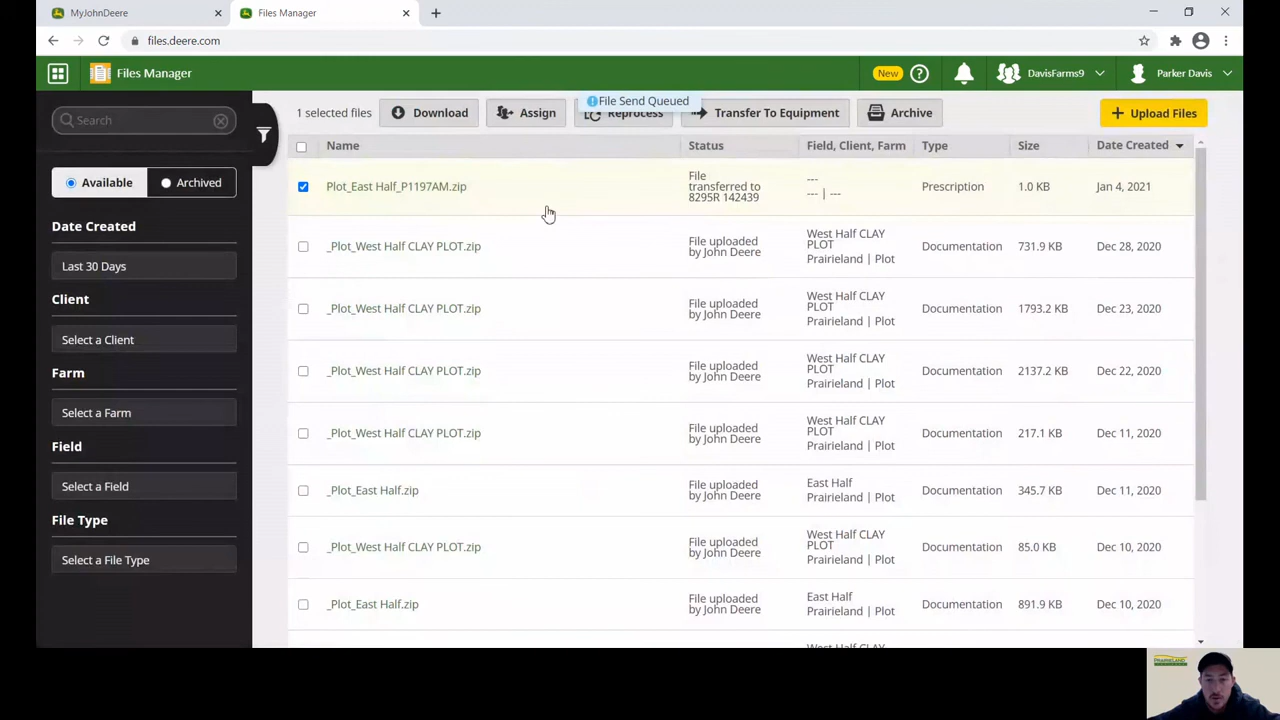 MyJohnDeere
Files Manager
files.deere.com
Files Manager
New
DavisFarms9
Parker Davis
Search
Available
Archived
Date Created
Last 30 Days
Client
Select a Client
Farm
Select a Farm
Field
Select a Field
File Type
Select a File Type
File Send Queued
1 selected files
Download
Assign
Reprocess
Transfer To Equipment
Archive
Upload Files
Name
Status
Field, Client, Farm
Type
Size
Date Created
Plot_East Half_P1197AM.zip
File
transferred to
8295R 142439
---
--- | ---
Prescription
1.0 KB
Jan 4, 2021
_Plot_West Half CLAY PLOT.zip
File uploaded
by John Deere
West Half CLAY
PLOT
Prairieland | Plot
Documentation
731.9 KB
Dec 28, 2020
_Plot_West Half CLAY PLOT.zip
File uploaded
by John Deere
West Half CLAY
PLOT
Prairieland | Plot
Documentation
1793.2 KB
Dec 23, 2020
_Plot_West Half CLAY PLOT.zip
File uploaded
by John Deere
West Half CLAY
PLOT
Prairieland | Plot
Documentation
2137.2 KB
Dec 22, 2020
_Plot_West Half CLAY PLOT.zip
File uploaded
by John Deere
West Half CLAY
PLOT
Prairieland | Plot
Documentation
217.1 KB
Dec 11, 2020
_Plot_East Half.zip
File uploaded
by John Deere
East Half
Prairieland | Plot
Documentation
345.7 KB
Dec 11, 2020
_Plot_West Half CLAY PLOT.zip
File uploaded
by John Deere
West Half CLAY
PLOT
Prairieland | Plot
Documentation
85.0 KB
Dec 10, 2020
_Plot_East Half.zip
File uploaded
by John Deere
East Half
Prairieland | Plot
Documentation
891.9 KB
Dec 10, 2020
West Half CLAY
PRAIRIELAND